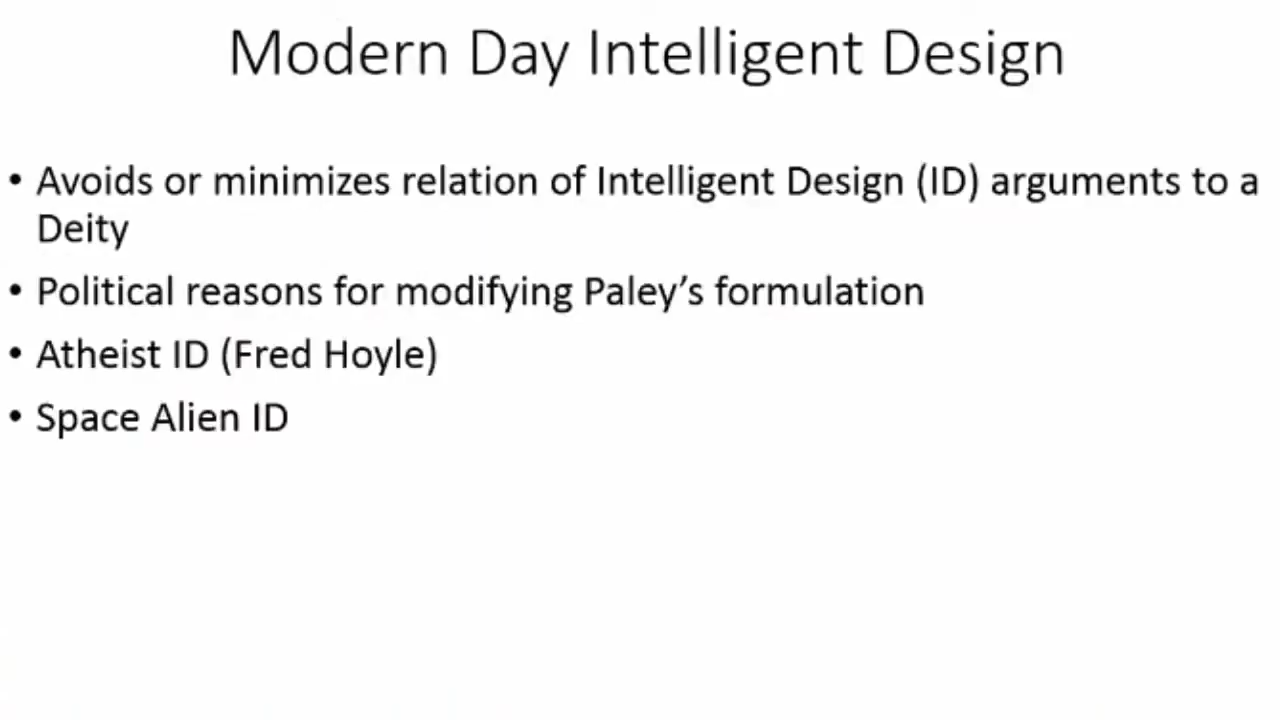 Modern Day Intelligent Design
• Avoids or minimizes relation of Intelligent Design (ID) arguments to a
Deity
• Political reasons for modifying Paley’s formulation
• Atheist ID (Fred Hoyle)
• Space Alien ID